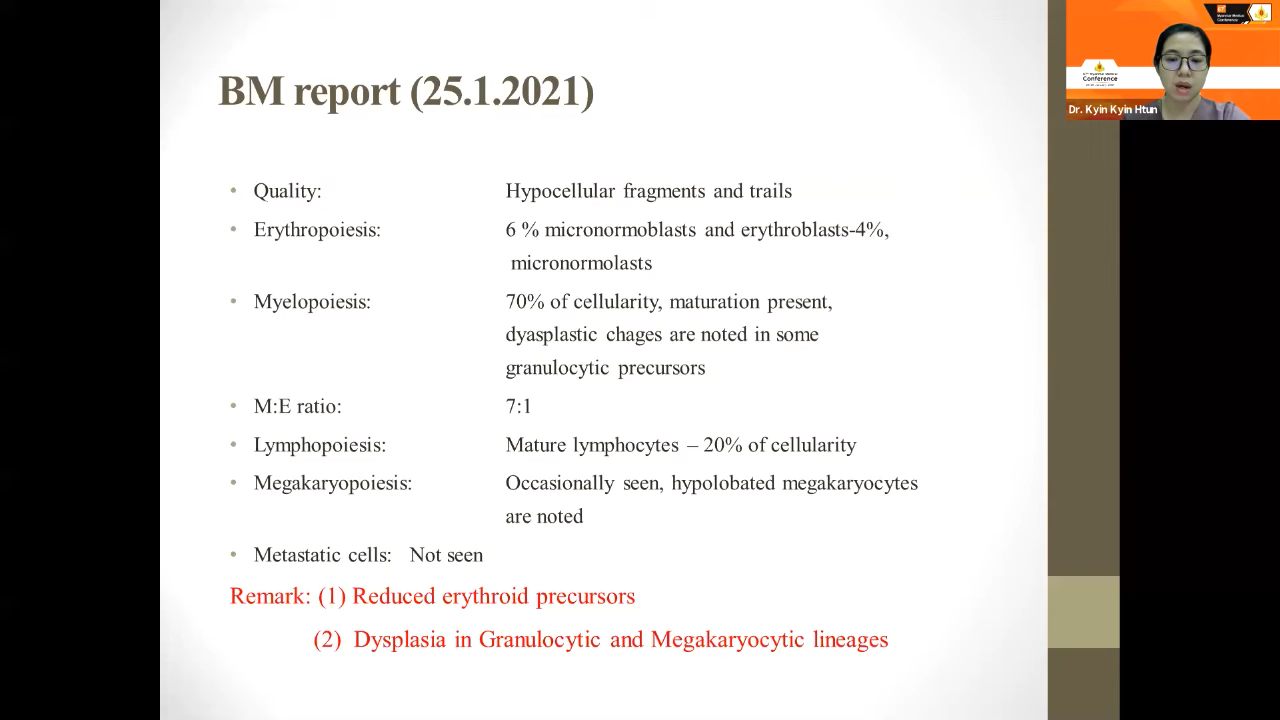 BM report (25.1.2021)
• Quality: Hypocellular fragments and trails
• Erythropoiesis: 6 % micronormoblasts and erythroblasts-4%,
micronormolasts
• Myelopoiesis: 70% of cellularity, maturation present,
dyasplastic chages are noted in some
granulocytic precursors
• M:E ratio: 7:1
• Lymphopoiesis: Mature lymphocytes – 20% of cellularity
• Megakaryopoiesis: Occasionally seen, hypolobated megakaryocytes
are noted
• Metastatic cells: Not seen
Remark: (1) Reduced erythroid precursors
(2) Dysplasia in Granulocytic and Megakaryocytic lineages
Conference
Dr. Kyin Kyin Htun